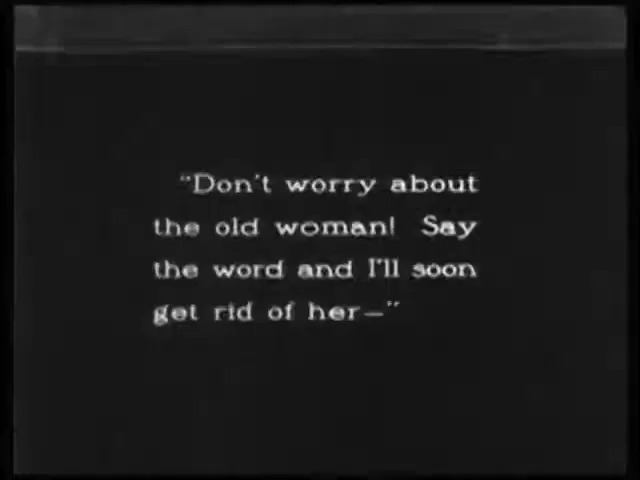 "Don't worry about
the old woman! Say
the word and I'll soon
get rid of her—"